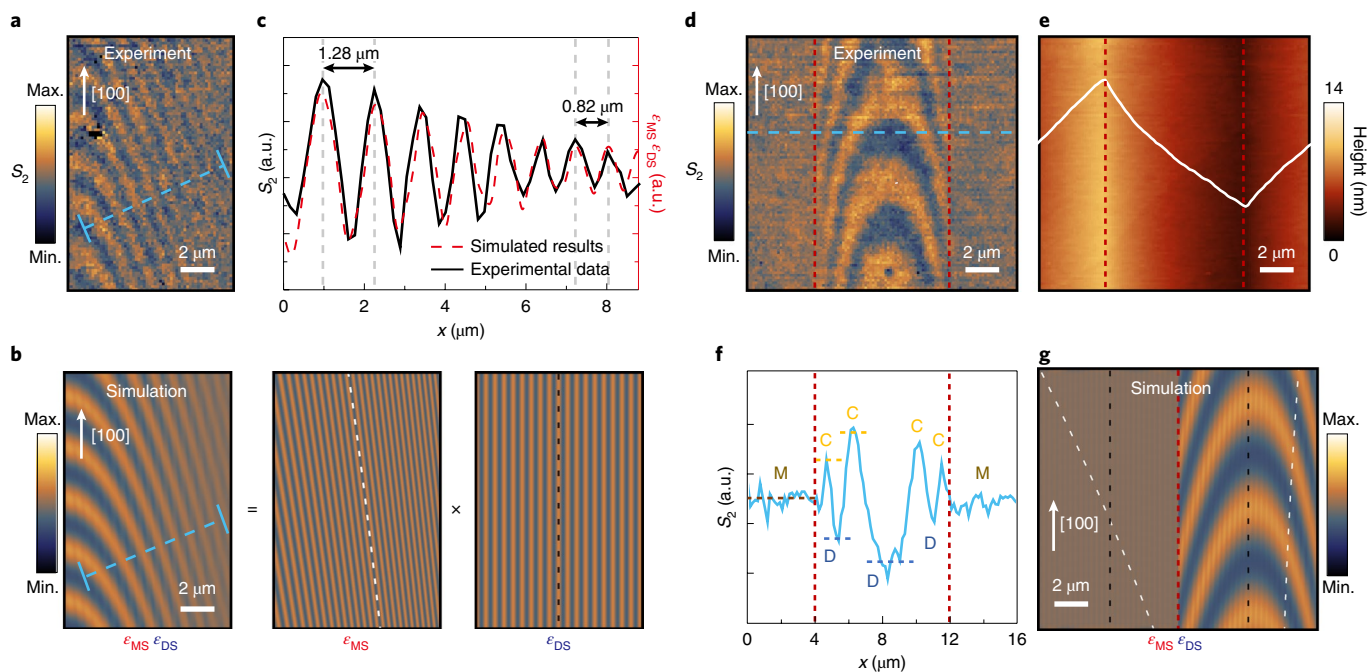 a
Experiment
[100]
Max.
S₂
Min.
2 μm
c
1.28 μm
0.82 μm
S₂ (a.u.)
εMS εDS (a.u.)
Simulated results
Experimental data
0 2 4 6 8
x (μm)
d
Experiment
[100]
Max.
S₂
Min.
2 μm
e
14
Height (nm)
0
2 μm
b
Simulation
Max.
[100]
Min.
2 μm
=
×
εMS εDS
εMS
εDS
f
S₂ (a.u.)
C
C
C
C
M
M
D
D
D
0 4 8 12 16
x (μm)
g
Simulation
Max.
[100]
2 μm
Min.
εMS εDS